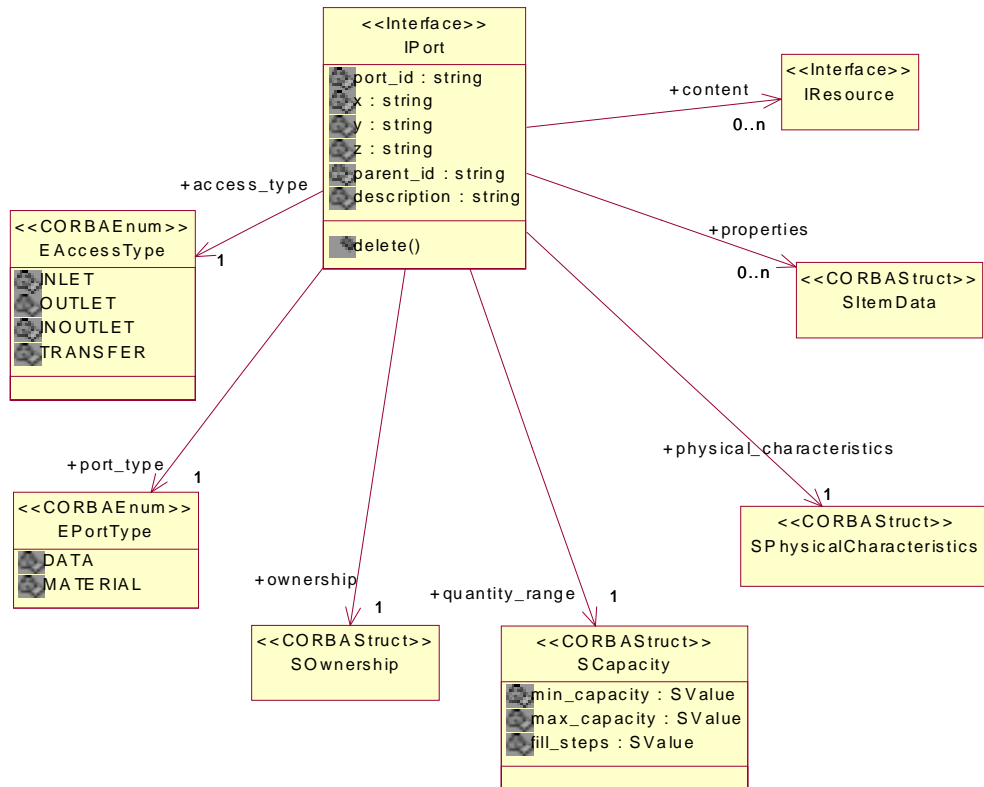 <<Interface>>
IPort
port_id : string
x : string
y : string
z : string
parent_id : string
description : string
delete()
+content
0..n
<<Interface>>
IResource
+access_type
1
<<CORBAEnum>>
EAccessType
INLET
OUTLET
INOUTLET
TRANSFER
+properties
0..n
<<CORBAStruct>>
SItemData
+port_type
1
<<CORBAEnum>>
EPortType
DATA
MATERIAL
+physical_characteristics
1
<<CORBAStruct>>
SPhysicalCharacteristics
+ownership
1
<<CORBAStruct>>
SOwnership
+quantity_range
1
<<CORBAStruct>>
SCapacity
min_capacity : SValue
max_capacity : SValue
fill_steps : SValue